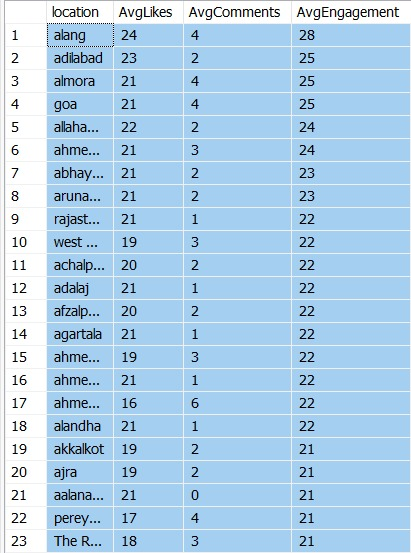 location AvgLikes AvgComments AvgEngagement
1 alang 24 4 28
2 adilabad 23 2 25
3 almora 21 4 25
4 goa 21 4 25
5 allaha... 22 2 24
6 ahme... 21 3 24
7 abhay... 21 2 23
8 aruna... 21 2 23
9 rajast... 21 1 22
10 west ... 19 3 22
11 achalp... 20 2 22
12 adalaj 21 1 22
13 afzalp... 20 2 22
14 agartala 21 1 22
15 ahme... 19 3 22
16 ahme... 21 1 22
17 ahme... 16 6 22
18 alandha 21 1 22
19 akkalkot 19 2 21
20 ajra 19 2 21
21 aalana... 21 0 21
22 perey... 17 4 21
23 The R... 18 3 21